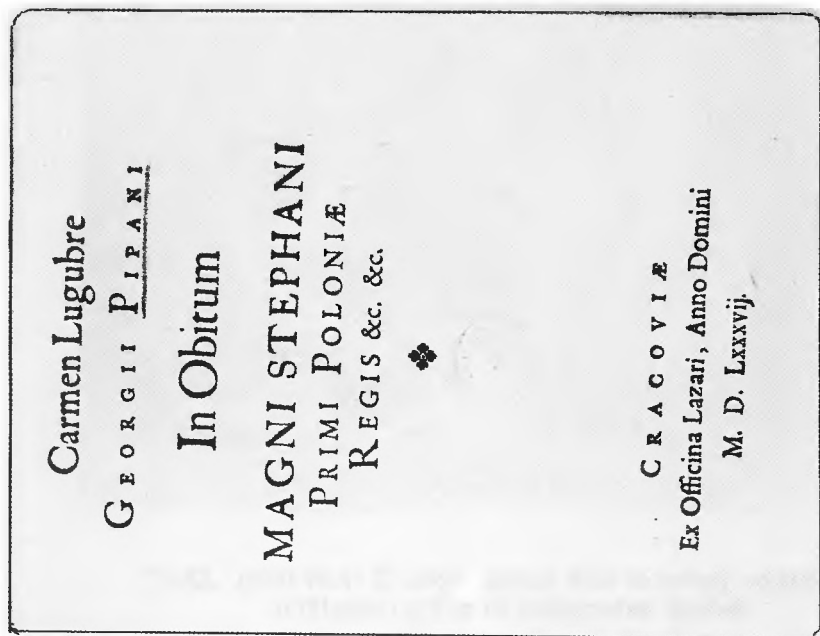 Carmen Lugubre
GEORGII PIPANI
In Obitum
MAGNI STEPHANI
PRIMI POLONIÆ
REGIS &c. &c.
CRACOVIÆ
Ex Officina Lazari, Anno Domini
M. D. Lxxxvij.